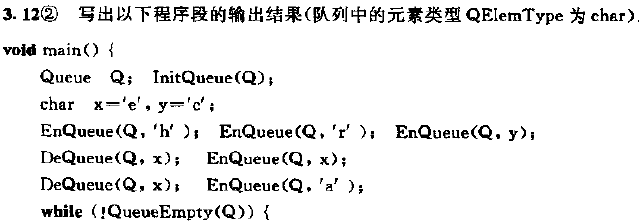 3.12② 写出以下程序段的输出结果(队列中的元素类型 QElemType 为 char).
void main() {
Queue Q; InitQueue(Q);
char x='e', y='c';
EnQueue(Q, 'h'); EnQueue(Q, 'r'); EnQueue(Q, y);
DeQueue(Q, x); EnQueue(Q, x);
DeQueue(Q, x); EnQueue(Q, 'a');
while (!QueueEmpty(Q)) {